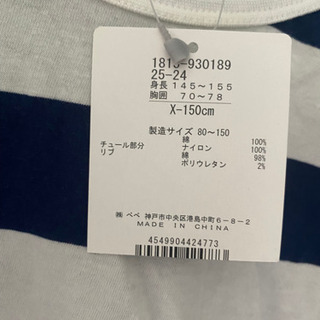 1813-930189
25-24
身長 145～155
胸囲 70～78
X-150cm
製造サイズ 80～150
綿 100%
チュール部分 ナイロン 100%
リブ 綿 98%
ポリウレタン 2%
㈱ べべ 神戸市中央区港島中町6-8-2
MADE IN CHINA
4549904424773